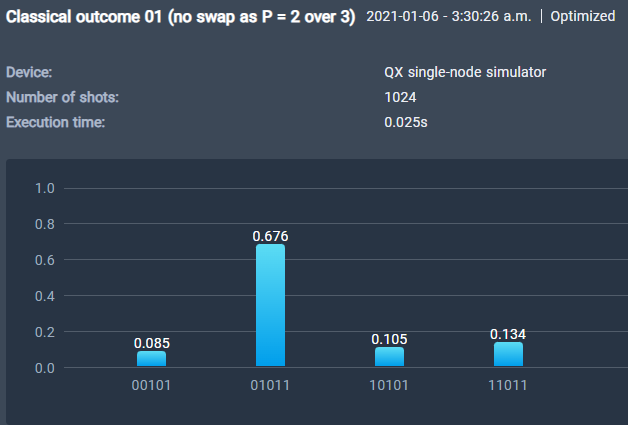 Classical outcome 01 (no swap as P = 2 over 3) 2021-01-06 - 3:30:26 a.m. | Optimized
Device: QX single-node simulator
Number of shots: 1024
Execution time: 0.025s
1.0
0.8
0.6
0.4
0.2
0.0
0.085
0.676
0.105
0.134
00101 01011 10101 11011